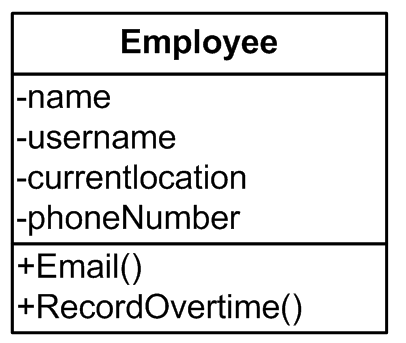 Employee
-name
-username
-currentlocation
-phoneNumber
+Email()
+RecordOvertime()